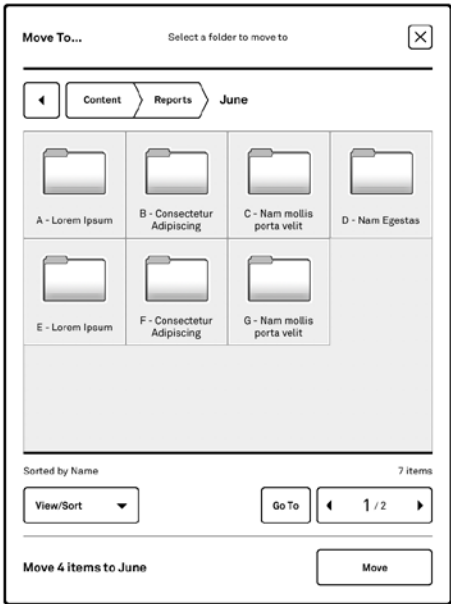 Move To...
Select a folder to move to
Content
Reports
June
A - Lorem Ipsum
B - Consectetur
Adipiscing
C - Nam mollis
porta velit
D - Nam Egestas
E - Lorem Ipsum
F - Consectetur
Adipiscing
G - Nam mollis
porta velit
Sorted by Name
7 items
View/Sort
Go To
1 / 2
Move 4 items to June
Move